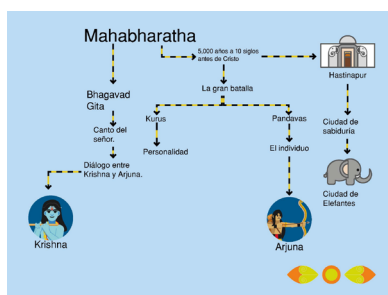 Mahabharatha
5,000 años a 10 siglos
antes de Cristo
Hastinapur
La gran batalla
Bhagavad
Gita
Kurus
Pandavas
Ciudad de
sabiduría
Canto del
señor.
Personalidad
El individuo
Diálogo entre
Krishna y Arjuna.
Ciudad de
Elefantes
Krishna
Arjuna